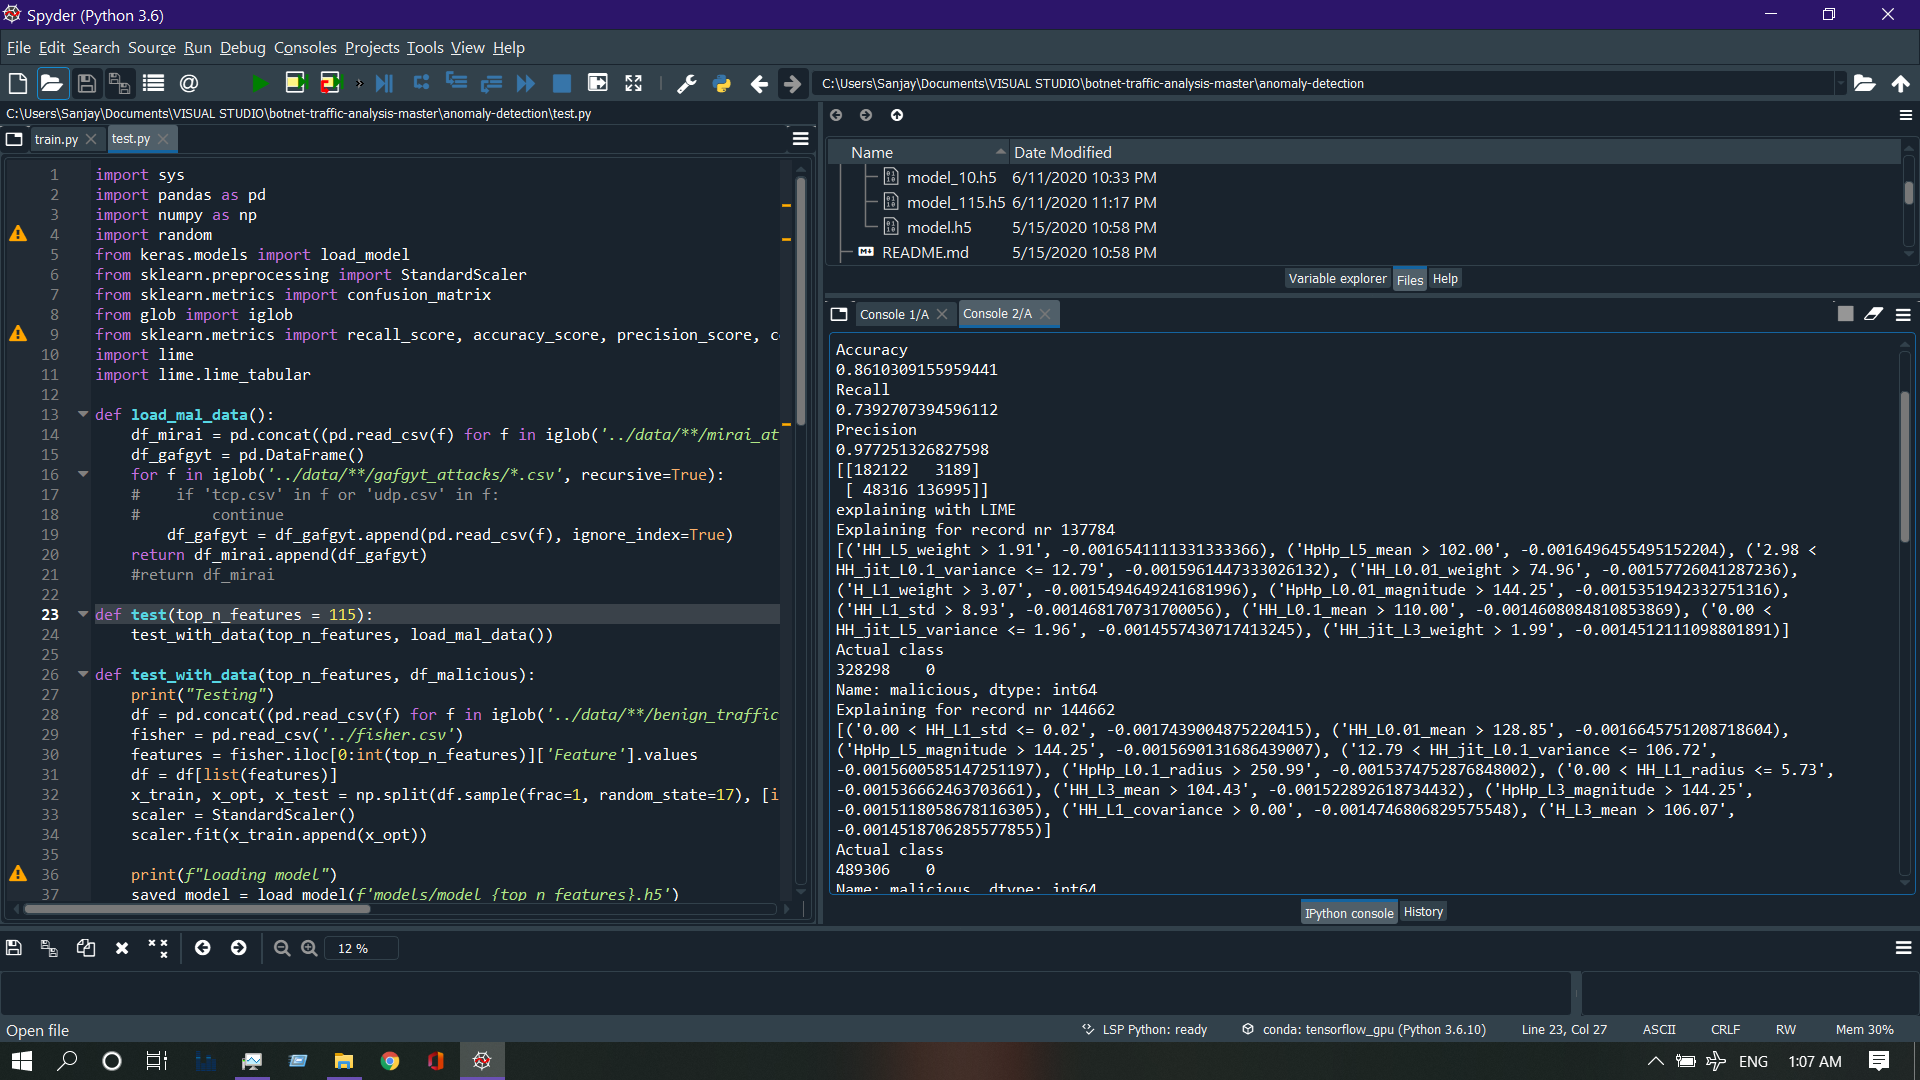 Spyder (Python 3.6)
File Edit Search Source Run Debug Consoles Projects Tools View Help
C:\Users\Sanjay\Documents\VISUAL STUDIO\botnet-traffic-analysis-master\anomaly-detection
C:\Users\Sanjay\Documents\VISUAL STUDIO\botnet-traffic-analysis-master\anomaly-detection\test.py
train.py test.py
1 import sys
2 import pandas as pd
3 import numpy as np
4 import random
5 from keras.models import load_model
6 from sklearn.preprocessing import StandardScaler
7 from sklearn.metrics import confusion_matrix
8 from glob import iglob
9 from sklearn.metrics import recall_score, accuracy_score, precision_score, c
10 import lime
11 import lime.lime_tabular
12
13 def load_mal_data():
14 df_mirai = pd.concat((pd.read_csv(f) for f in iglob('../data/**/mirai_at
15 df_gafgyt = pd.DataFrame()
16 for f in iglob('../data/**/gafgyt_attacks/*.csv', recursive=True):
17 # if 'tcp.csv' in f or 'udp.csv' in f:
18 # continue
19 df_gafgyt = df_gafgyt.append(pd.read_csv(f), ignore_index=True)
20 return df_mirai.append(df_gafgyt)
21 #return df_mirai
22
23 def test(top_n_features = 115):
24 test_with_data(top_n_features, load_mal_data())
25
26 def test_with_data(top_n_features, df_malicious):
27 print("Testing")
28 df = pd.concat((pd.read_csv(f) for f in iglob('../data/**/benign_traffic
29 fisher = pd.read_csv('../fisher.csv')
30 features = fisher.iloc[0:int(top_n_features)]['Feature'].values
31 df = df[list(features)]
32 x_train, x_opt, x_test = np.split(df.sample(frac=1, random_state=17), [i
33 scaler = StandardScaler()
34 scaler.fit(x_train.append(x_opt))
35
36 print(f"Loading model")
37 saved_model = load_model(f'models/model_{top_n_features}.h5')
Name Date Modified
model_10.h5 6/11/2020 10:33 PM
model_115.h5 6/11/2020 11:17 PM
model.h5 5/15/2020 10:58 PM
README.md 5/15/2020 10:58 PM
Variable explorer Files Help
Console 1/A Console 2/A
Accuracy
0.8610309155959441
Recall
0.7392707394596112
Precision
0.977251326827598
[[182122 3189]
[ 48316 136995]]
explaining with LIME
Explaining for record nr 137784
[('HH_L5_weight > 1.91', -0.0016541111331333366), ('HpHp_L5_mean > 102.00', -0.0016496455495152204), ('2.98 <
HH_jit_L0.1_variance <= 12.79', -0.0015961447333026132), ('HH_L0.01_weight > 74.96', -0.00157726041287236),
('H_L1_weight > 3.07', -0.0015494649241681996), ('HpHp_L0.01_magnitude > 144.25', -0.0015351942332751316),
('HH_L1_std > 8.93', -0.001468170731700056), ('HH_L0.1_mean > 110.00', -0.0014608084810853869), ('0.00 <
HH_jit_L5_variance <= 1.96', -0.0014557430717413245), ('HH_jit_L3_weight > 1.99', -0.0014512111098801891)]
Actual class
328298 0
Name: malicious, dtype: int64
Explaining for record nr 144662
[('0.00 < HH_L1_std <= 0.02', -0.0017439004875220415), ('HH_L0.01_mean > 128.85', -0.0016645751208718604),
('HpHp_L5_magnitude > 144.25', -0.0015690131686439007), ('12.79 < HH_jit_L0.1_variance <= 106.72',
-0.0015600585147251197), ('HpHp_L0.1_radius > 250.99', -0.0015374752876848002), ('0.00 < HH_L1_radius <= 5.73',
-0.001536662463703661), ('HH_L3_mean > 104.43', -0.001522892618734432), ('HpHp_L3_magnitude > 144.25',
-0.0015118058678116305), ('HH_L1_covariance > 0.00', -0.0014746806829575548), ('H_L3_mean > 106.07',
-0.0014518706285577855)]
Actual class
489306 0
Name: malicious, dtype: int64
IPython console History
12 %
Open file LSP Python: ready conda: tensorflow_gpu (Python 3.6.10) Line 23, Col 27 ASCII CRLF RW Mem 30%
ENG 1:07 AM